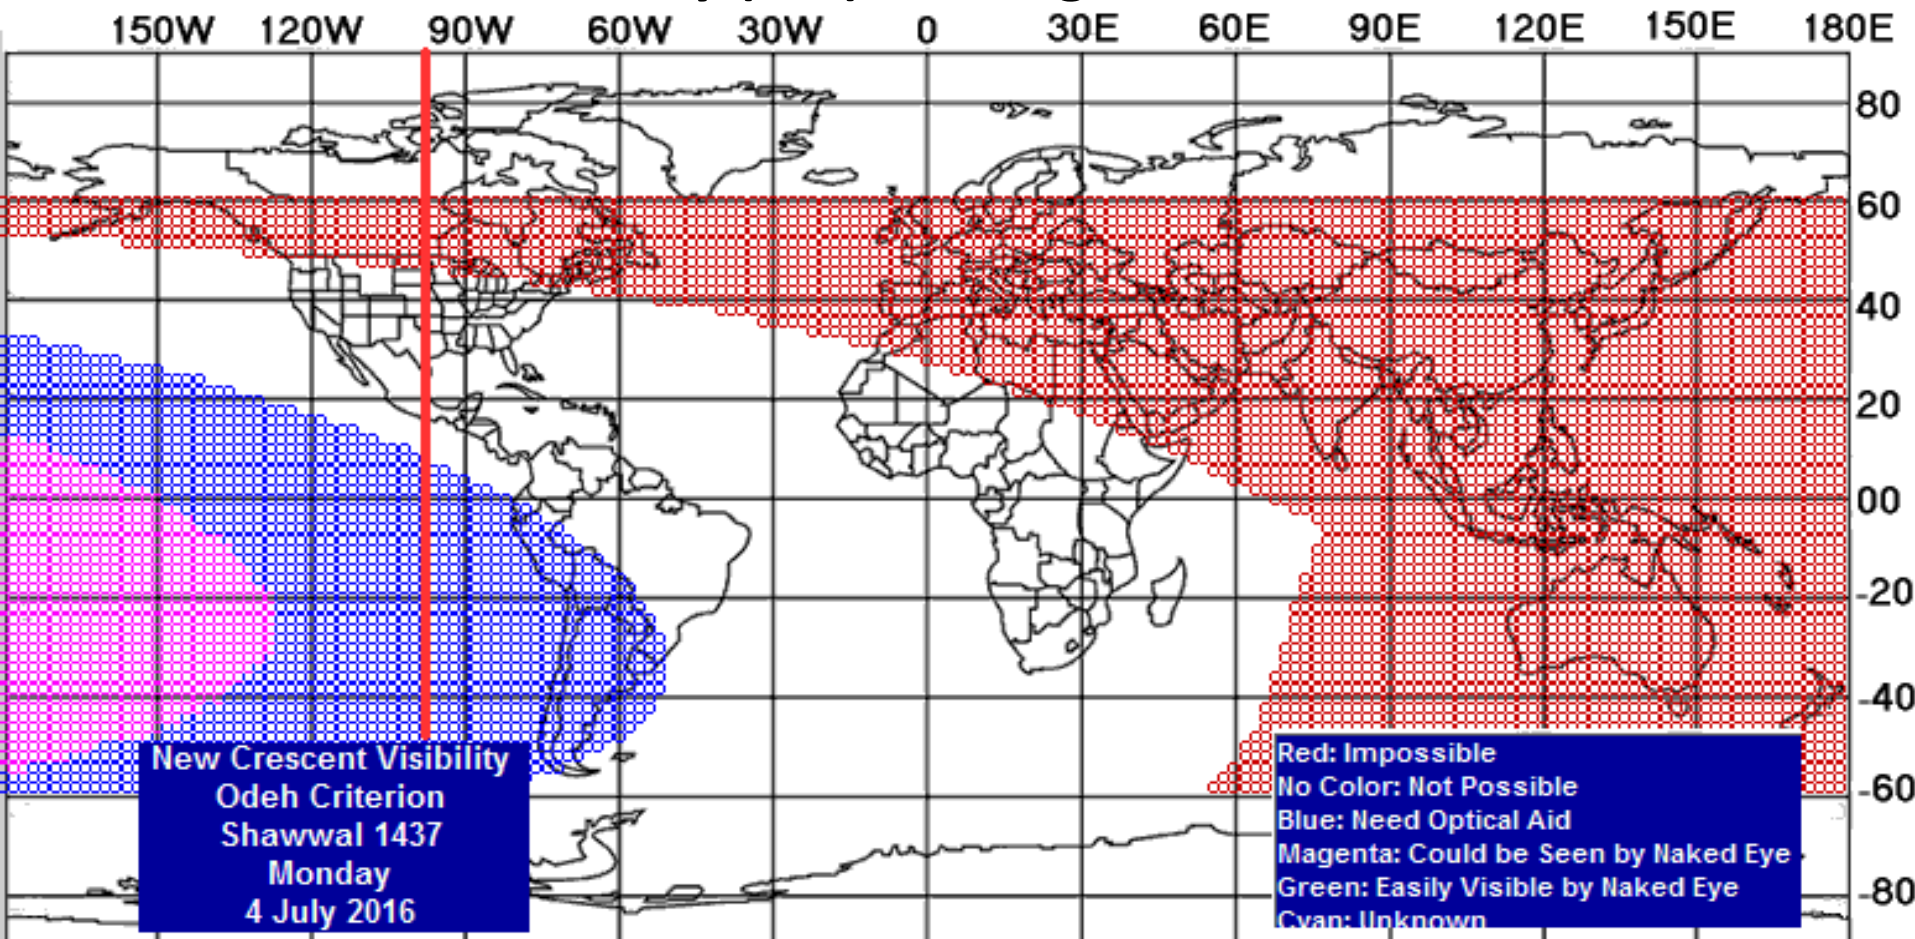 150W 120W 90W 60W 30W 0 30E 60E 90E 120E 150E 180E
80
60
40
20
00
-20
-40
-60
-80
New Crescent Visibility
Odeh Criterion
Shawwal 1437
Monday
4 July 2016
Red: Impossible
No Color: Not Possible
Blue: Need Optical Aid
Magenta: Could be Seen by Naked Eye
Green: Easily Visible by Naked Eye
Cyan: Unknown